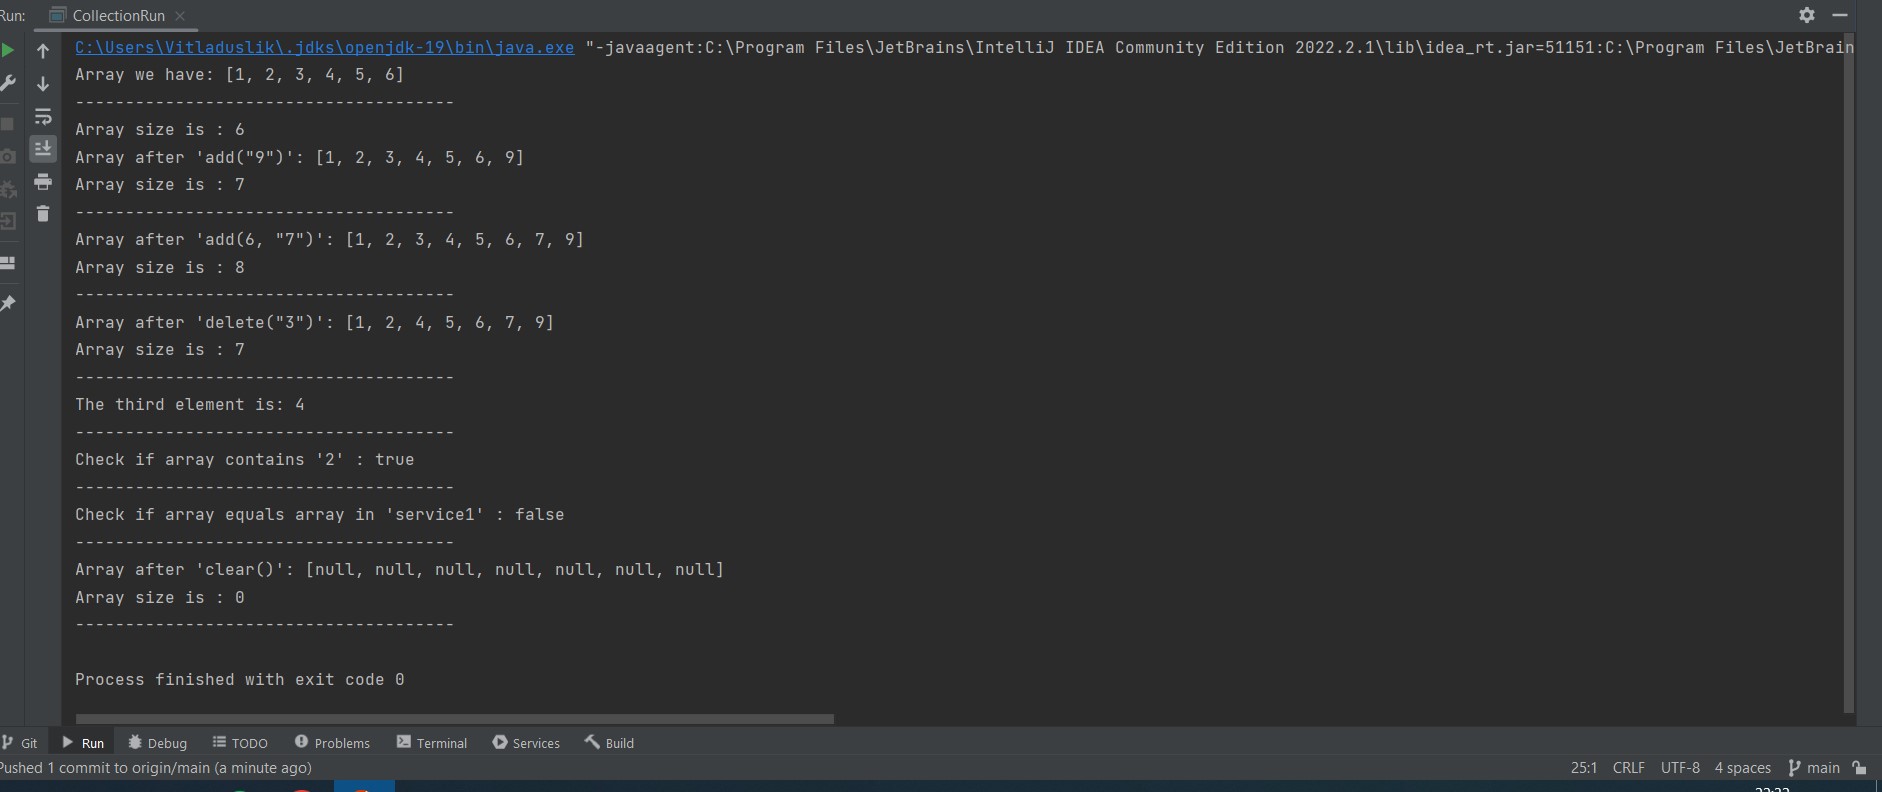 Run: CollectionRun
C:\Users\Vitladuslik\.jdks\openjdk-19\bin\java.exe "-javaagent:C:\Program Files\JetBrains\IntelliJ IDEA Community Edition 2022.2.1\lib\idea_rt.jar=51151:C:\Program Files\JetBrain
Array we have: [1, 2, 3, 4, 5, 6]
--------------------------------------
Array size is : 6
Array after 'add("9")': [1, 2, 3, 4, 5, 6, 9]
Array size is : 7
--------------------------------------
Array after 'add(6, "7")': [1, 2, 3, 4, 5, 6, 7, 9]
Array size is : 8
--------------------------------------
Array after 'delete("3")': [1, 2, 4, 5, 6, 7, 9]
Array size is : 7
--------------------------------------
The third element is: 4
--------------------------------------
Check if array contains '2' : true
--------------------------------------
Check if array equals array in 'service1' : false
--------------------------------------
Array after 'clear()': [null, null, null, null, null, null, null]
Array size is : 0
--------------------------------------
Process finished with exit code 0
Git Run Debug TODO Problems Terminal Services Build
Pushed 1 commit to origin/main (a minute ago) 25:1 CRLF UTF-8 4 spaces main